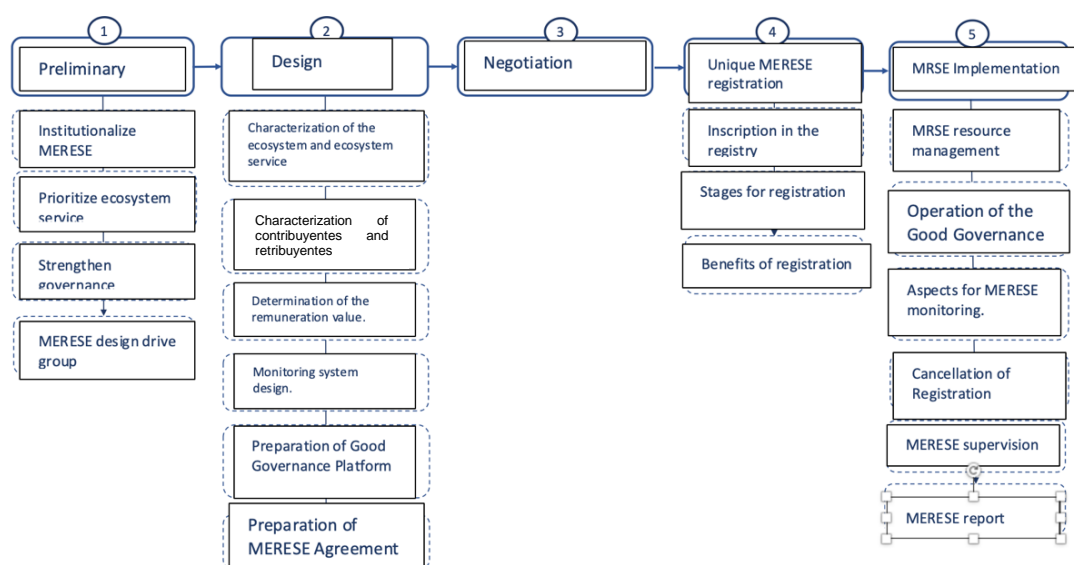 1
Preliminary
Institutionalize
MERESE
Prioritize ecosystem
service
Strengthen
governance
MERESE design drive
group
2
Design
Characterization of the
ecosystem and ecosystem
service
Characterization of
contribuyentes and
retribuyentes
Determination of the
remuneration value.
Monitoring system
design.
Preparation of Good
Governance Platform
Preparation of
MERESE Agreement
3
Negotiation
4
Unique MERESE
registration
Inscription in the
registry
Stages for registration
Benefits of registration
5
MRSE Implementation
MRSE resource
management
Operation of the
Good Governance
Aspects for MERESE
monitoring.
Cancellation of
Registration
MERESE supervision
MERESE report